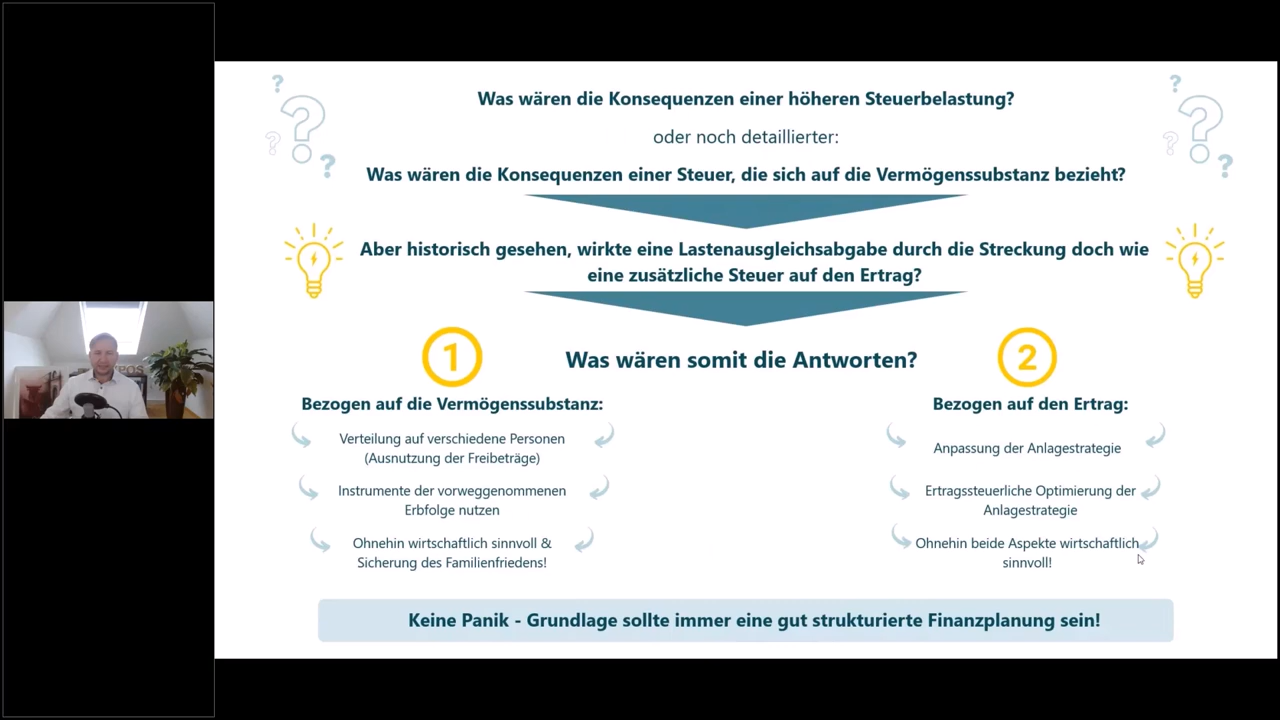 Was wären die Konsequenzen einer höheren Steuerbelastung?
oder noch detaillierter:
Was wären die Konsequenzen einer Steuer, die sich auf die Vermögenssubstanz bezieht?
Aber historisch gesehen, wirkte eine Lastenausgleichsabgabe durch die Streckung doch wie
eine zusätzliche Steuer auf den Ertrag?
Was wären somit die Antworten?
1
Bezogen auf die Vermögenssubstanz:
Verteilung auf verschiedene Personen
(Ausnutzung der Freibeträge)
Instrumente der vorweggenommenen
Erbfolge nutzen
Ohnehin wirtschaftlich sinnvoll &
Sicherung des Familienfriedens!
2
Bezogen auf den Ertrag:
Anpassung der Anlagestrategie
Ertragssteuerliche Optimierung der
Anlagestrategie
Ohnehin beide Aspekte wirtschaftlich
sinnvoll!
Keine Panik - Grundlage sollte immer eine gut strukturierte Finanzplanung sein!